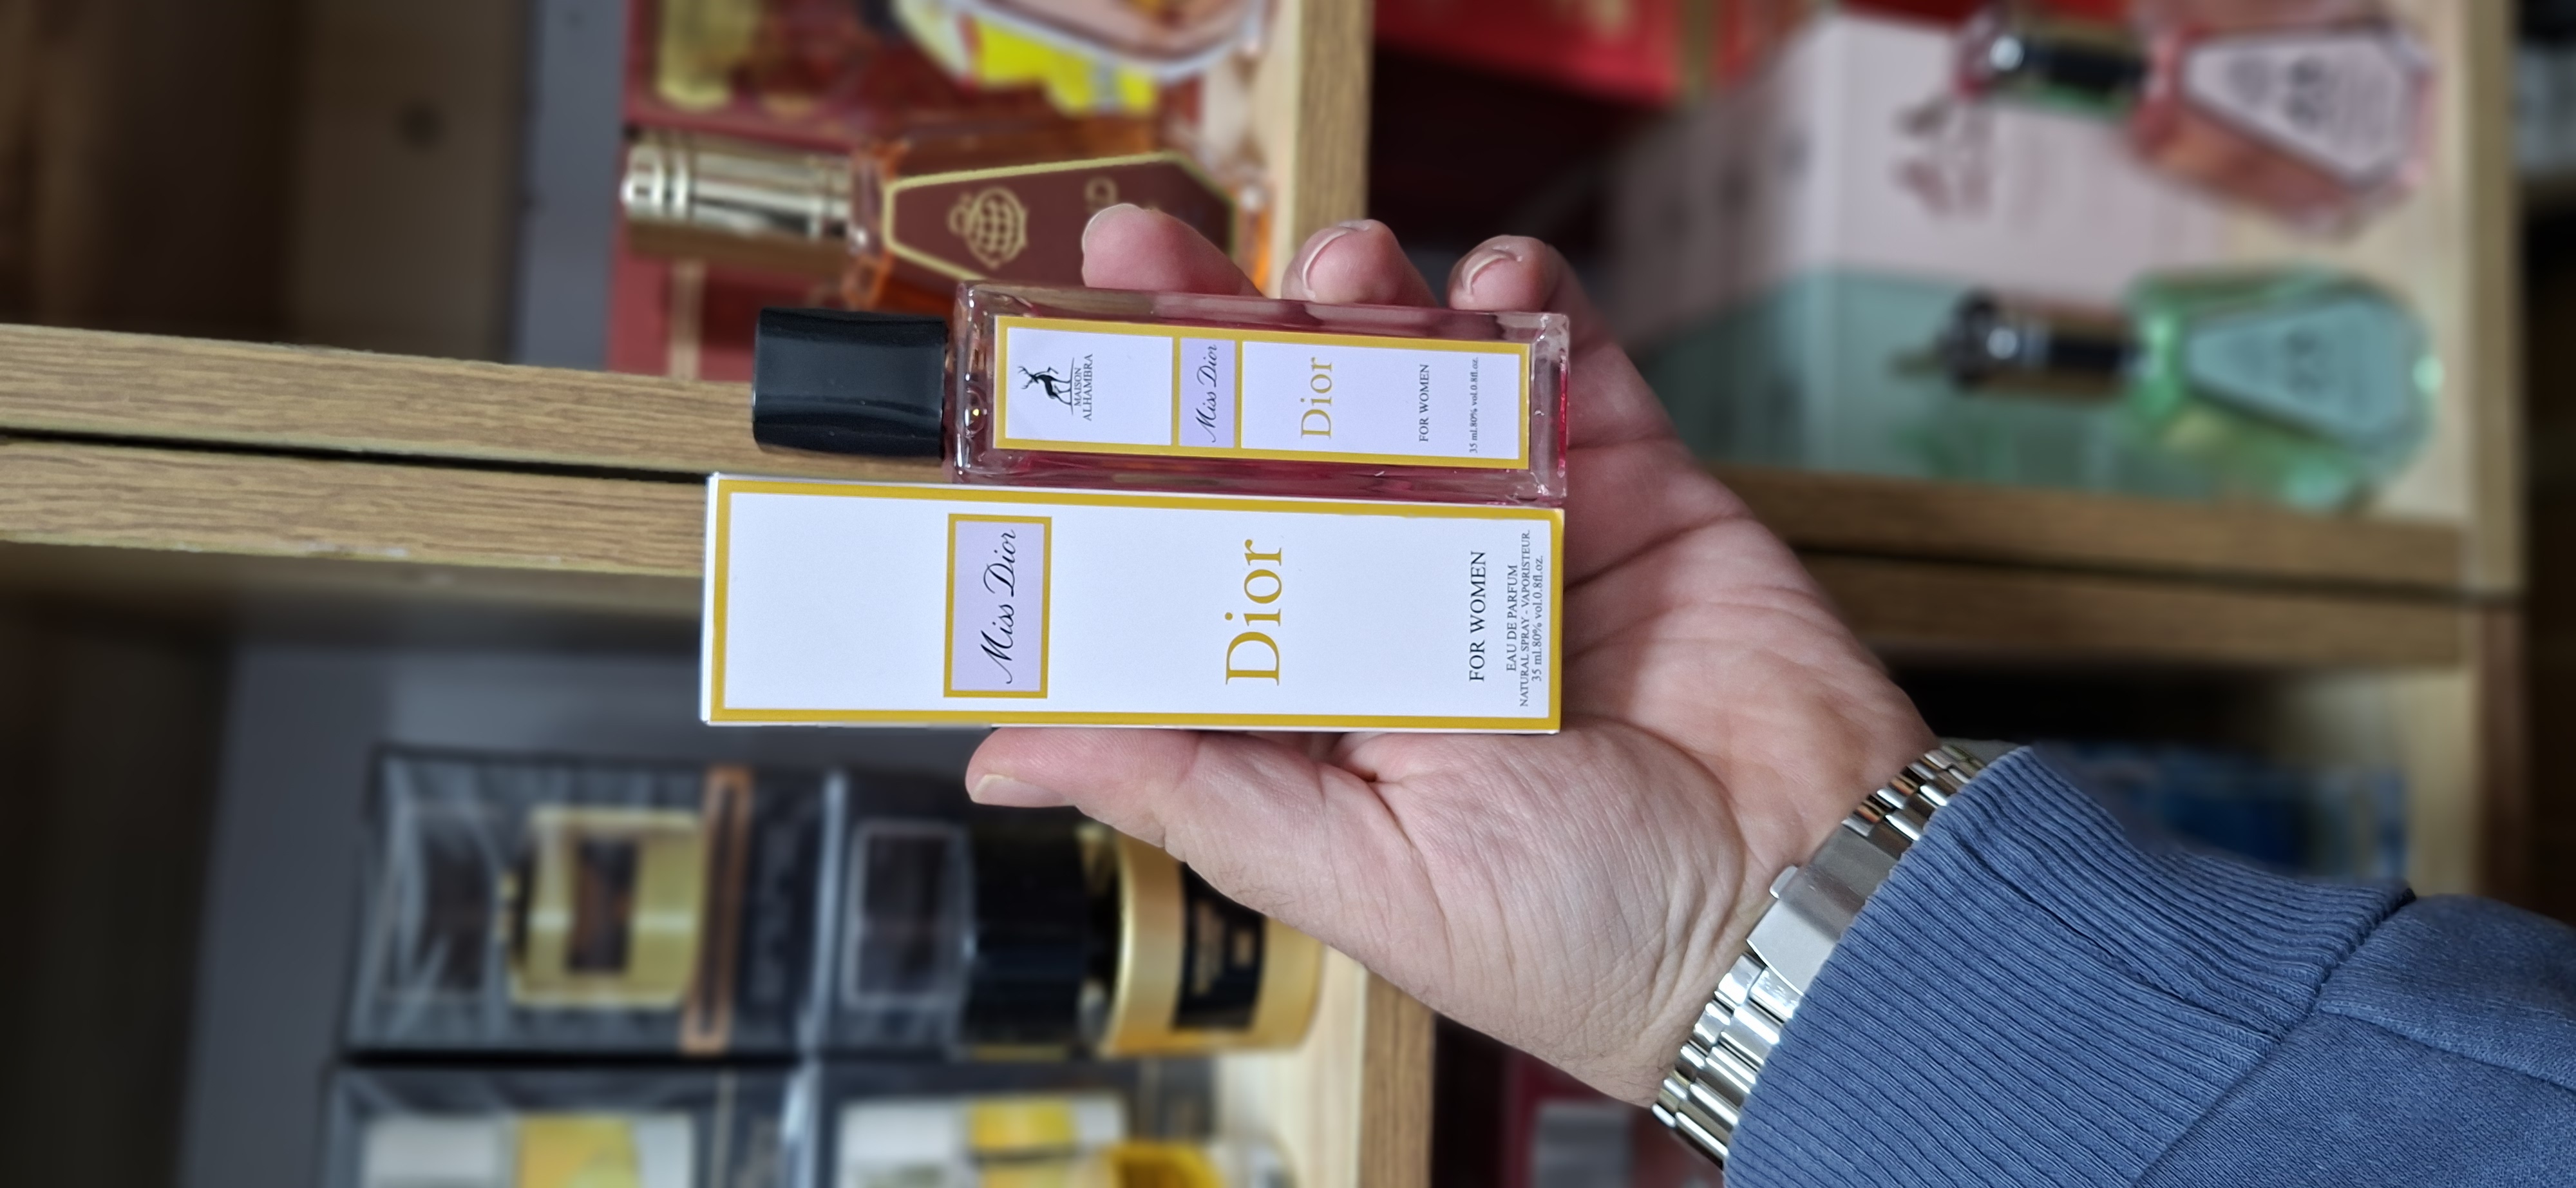 MAISON
ALHAMBRA
Miss Dior
Dior
FOR WOMEN
35 ml.80% vol.0.8fl.oz.
Miss Dior
Dior
FOR WOMEN
EAU DE PARFUM
NATURAL SPRAY - VAPORISTEUR.
35 ml.80% vol.0.8fl.oz.